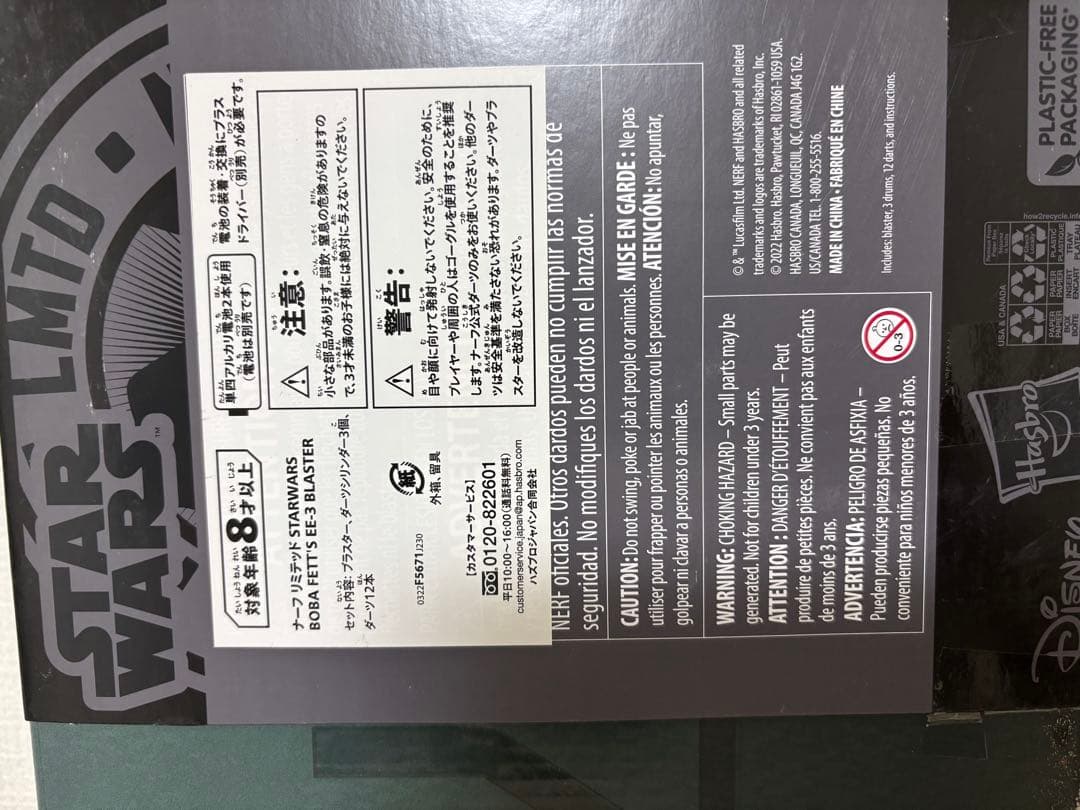 STAR
WARS™
LMTD
対象年齢8才以上
単四アルカリ電池2本使用
(電池は別売です)
電池の装着・交換にプラス
ドライバー(別売)が必要です。
ナーフ リミテッド STARWARS
BOBA FETT'S EE-3 BLASTER
セット内容:ブラスター、ダーツシリンダー3個、
ダーツ12本
紙
外箱、留具
0322F5671J230
【カスタマーサービス】
0120-822601
平日10:00~16:00(通話料無料)
customerservice.japan@ap.hasbro.com
ハズブロジャパン合同会社
注意:
小さな部品があります。誤飲・窒息の危険がありますの
で、3才未満のお子様には絶対に与えないでください。
警告:
目や顔に向けて発射しないでください。安全のために、
プレイヤーや周囲の人はゴーグルを使用することを推奨
します。ナーフ公式ダーツのみをお使いください。他のダー
ツは安全基準を満たさない恐れがあります。ダーツやブラ
スターを改造しないでください。
NERF oficiales. Otros dardos pueden no cumplir las normas de
seguridad. No modifiques los dardos ni el lanzador.
CAUTION: Do not swing, poke or jab at people or animals. MISE EN GARDE : Ne pas
utiliser pour frapper ou pointer les animaux ou les personnes. ATENCIÓN: No apuntar,
golpear ni clavar a personas o animales.
WARNING: CHOKING HAZARD – Small parts may be
generated. Not for children under 3 years.
ATTENTION : DANGER D'ÉTOUFFEMENT – Peut
produire de petites pièces. Ne convient pas aux enfants
de moins de 3 ans.
ADVERTENCIA: PELIGRO DE ASFIXIA –
Pueden producirse piezas pequeñas. No
conveniente para niños menores de 3 años.
0-3
© & ™ Lucasfilm Ltd. NERF and HASBRO and all related
trademarks and logos are trademarks of Hasbro, Inc.
© 2022 Hasbro. Hasbro, Pawtucket, RI 02861-1059 USA.
HASBRO CANADA, LONGUEUIL, QC, CANADA J4G 1G2.
US/CANADA TEL. 1-800-255-5516.
MADE IN CHINA • FABRIQUÉ EN CHINE
Includes: blaster, 3 drums, 12 darts, and instructions.
Disney
Hasbro
USA & CANADA
how2recycle.info
PAPER
PAPIER
BOX
BOÎTE
PAPER
PAPIER
INSERT
ENCART
PLASTIC
PLASTIQUE
TRAY
PLATEAU
PLASTIC-FREE
PACKAGING*